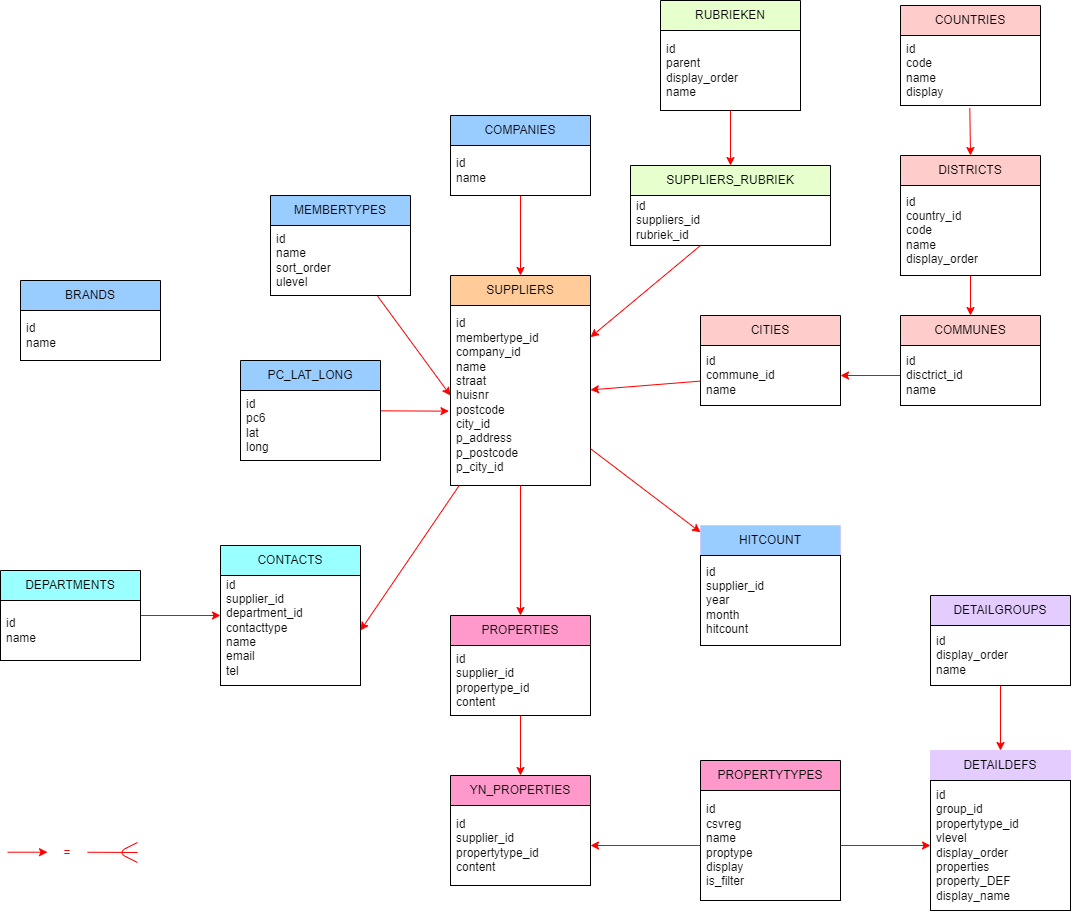 RUBRIEKEN
id
parent
display_order
name
COUNTRIES
id
code
name
display
COMPANIES
id
name
SUPPLIERS_RUBRIEK
id
suppliers_id
rubriek_id
DISTRICTS
id
country_id
code
name
display_order
MEMBERTYPES
id
name
sort_order
ulevel
BRANDS
id
name
SUPPLIERS
id
membertype_id
company_id
name
straat
huisnr
postcode
city_id
p_address
p_postcode
p_city_id
CITIES
id
commune_id
name
COMMUNES
id
disctrict_id
name
PC_LAT_LONG
id
pc6
lat
long
HITCOUNT
id
supplier_id
year
month
hitcount
CONTACTS
id
supplier_id
department_id
contacttype
name
email
tel
DEPARTMENTS
id
name
PROPERTIES
id
supplier_id
propertype_id
content
DETAILGROUPS
id
display_order
name
YN_PROPERTIES
id
supplier_id
propertytype_id
content
PROPERTYTYPES
id
csvreg
name
proptype
display
is_filter
DETAILDEFS
id
group_id
propertytype_id
vlevel
display_order
properties
property_DEF
display_name
=